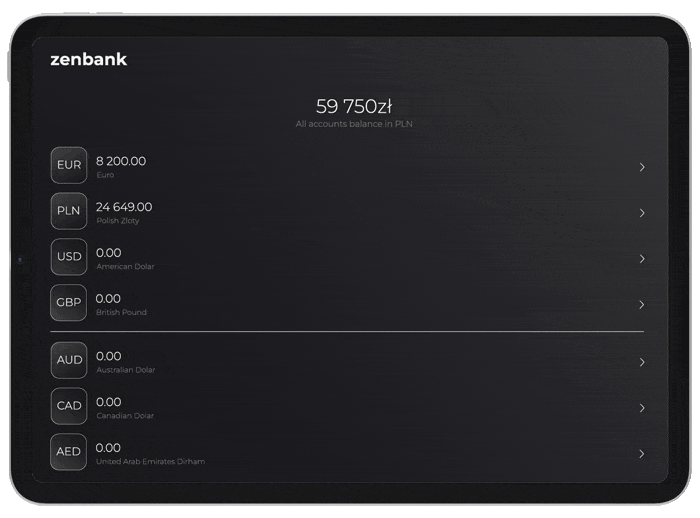 zenbank
59 750zł
All accounts balance in PLN
EUR
8 200.00
Euro
PLN
24 649.00
Polish Zloty
USD
0.00
American Dolar
GBP
0.00
British Pound
AUD
0.00
Australian Dolar
CAD
0.00
Canadian Dolar
AED
0.00
United Arab Emirates Dirham